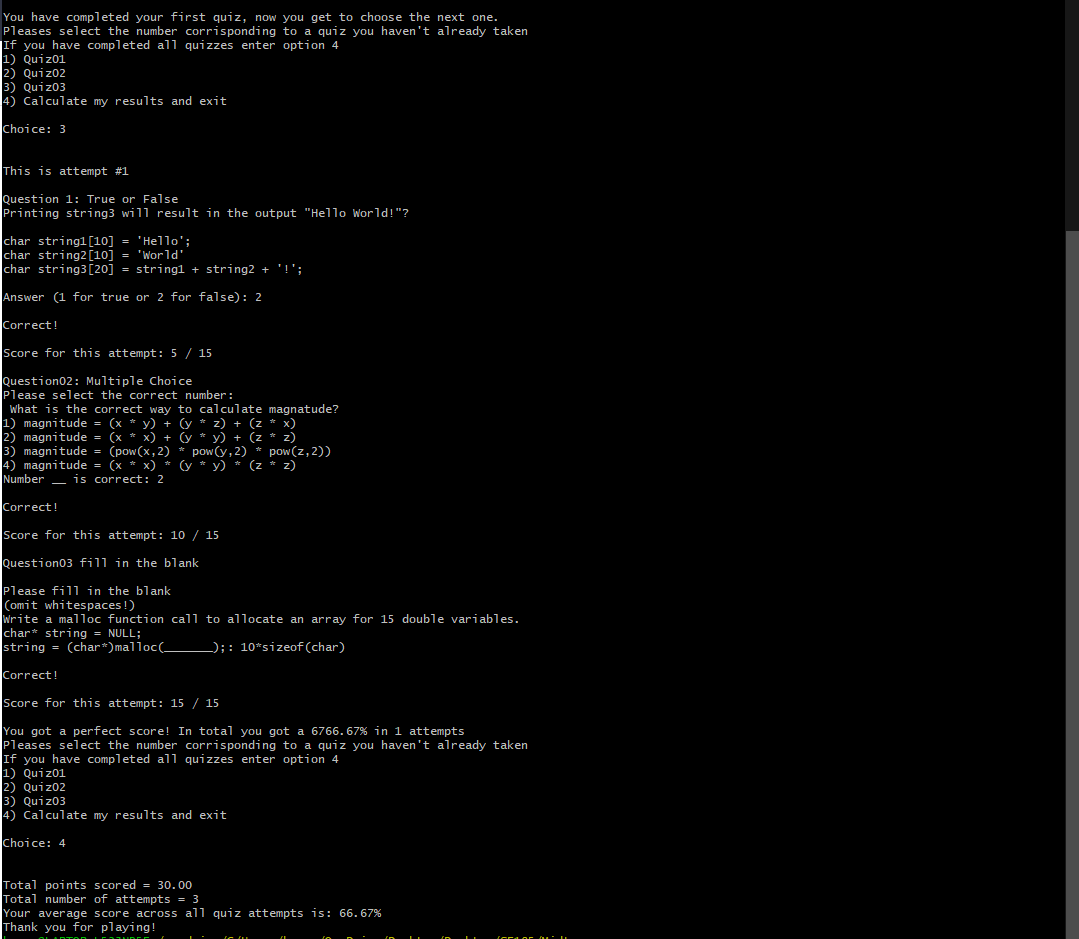 You have completed your first quiz, now you get to choose the next one.
Pleases select the number corrisponding to a quiz you haven't already taken
If you have completed all quizzes enter option 4
1) Quiz01
2) Quiz02
3) Quiz03
4) Calculate my results and exit
Choice: 3
This is attempt #1
Question 1: True or False
Printing string3 will result in the output "Hello World!"?
char string1[10] = 'Hello';
char string2[10] = 'World'
char string3[20] = string1 + string2 + '!';
Answer (1 for true or 2 for false): 2
Correct!
Score for this attempt: 5 / 15
Question02: Multiple Choice
Please select the correct number:
What is the correct way to calculate magnatude?
1) magnitude = (x * y) + (y * z) + (z * x)
2) magnitude = (x * x) + (y * y) + (z * z)
3) magnitude = (pow(x,2) * pow(y,2) * pow(z,2))
4) magnitude = (x * x) * (y * y) * (z * z)
Number __ is correct: 2
Correct!
Score for this attempt: 10 / 15
Question03 fill in the blank
Please fill in the blank
(omit whitespaces!)
Write a malloc function call to allocate an array for 15 double variables.
char* string = NULL;
string = (char*)malloc(_______);: 10*sizeof(char)
Correct!
Score for this attempt: 15 / 15
You got a perfect score! In total you got a 6766.67% in 1 attempts
Pleases select the number corrisponding to a quiz you haven't already taken
If you have completed all quizzes enter option 4
1) Quiz01
2) Quiz02
3) Quiz03
4) Calculate my results and exit
Choice: 4
Total points scored = 30.00
Total number of attempts = 3
Your average score across all quiz attempts is: 66.67%
Thank you for playing!